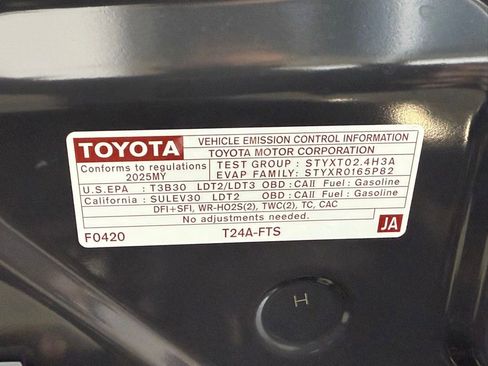 TOYOTA VEHICLE EMISSION CONTROL INFORMATION
TOYOTA MOTOR CORPORATION
Conforms to regulations TEST GROUP : STYXT02.4H3A
2025MY EVAP FAMILY: STYXR0165P82
U.S.EPA : T3B30 LDT2/LDT3 OBD : CAII Fuel : Gasoline
California : SULEV30 LDT2 OBD : CAII Fuel : Gasoline
DFI+SFI, WR-HO2S(2), TWC(2), TC, CAC
No adjustments needed.
F0420 T24A-FTS JA
H